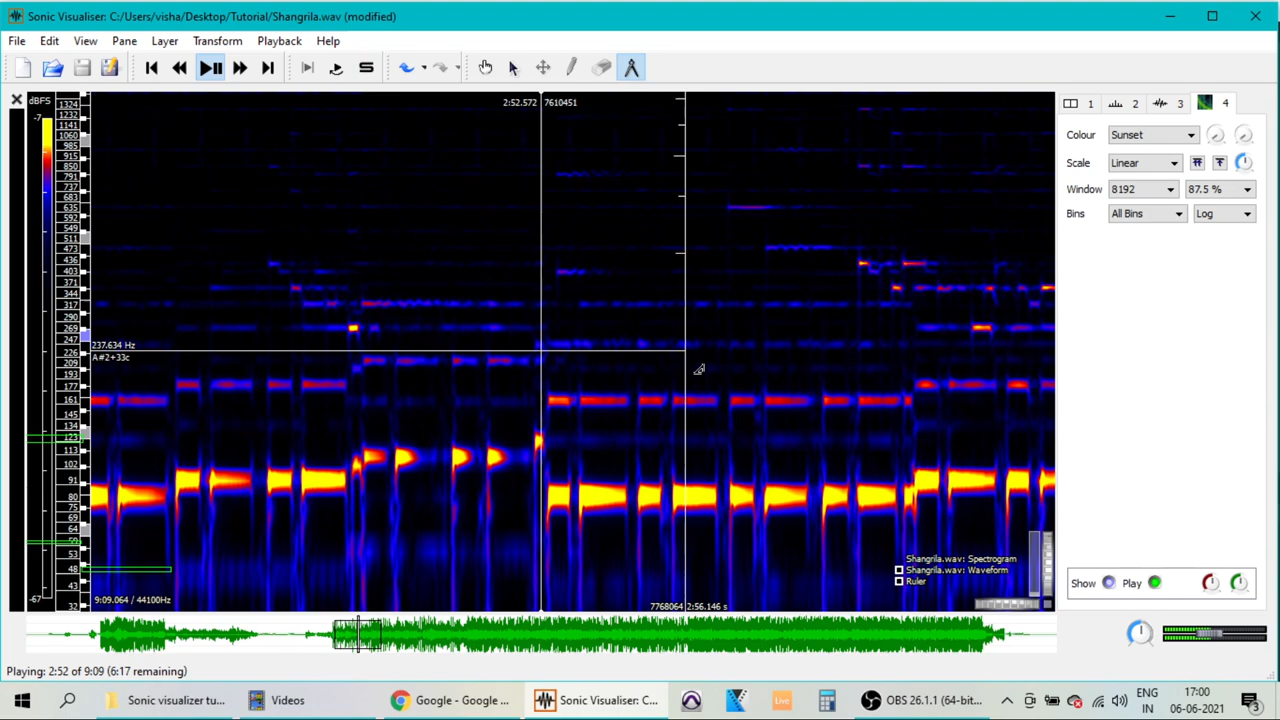 Sonic Visualiser: C:/Users/visha/Desktop/Tutorial/Shangrila.wav (modified)
File Edit View Pane Layer Transform Playback Help
dBFS
-7
-67
1324
1232
1141
1060
985
915
850
791
737
685
635
592
549
511
473
436
403
371
344
317
269
247
226
209
193
177
161
145
134
123
113
102
91
80
75
69
64
59
53
48
43
32
2:52.572
7610451
237.634 Hz
A#2+33c
9:09.064 / 44100Hz
7768064 2:56.146 s
Shangrila.wav: Spectrogram
Shangrila.wav: Waveform
Ruler
1 2 3 4
Colour Sunset
Scale Linear
Window 8192 87.5 %
Bins All Bins Log
Show Play
Playing: 2:52 of 9:09 (6:17 remaining)
Sonic visualizer tu...
Videos
Google - Google ...
Sonic Visualiser: C...
Live
OBS 26.1.1 (64-bit...
ENG
IN
17:00
06-06-2021
3